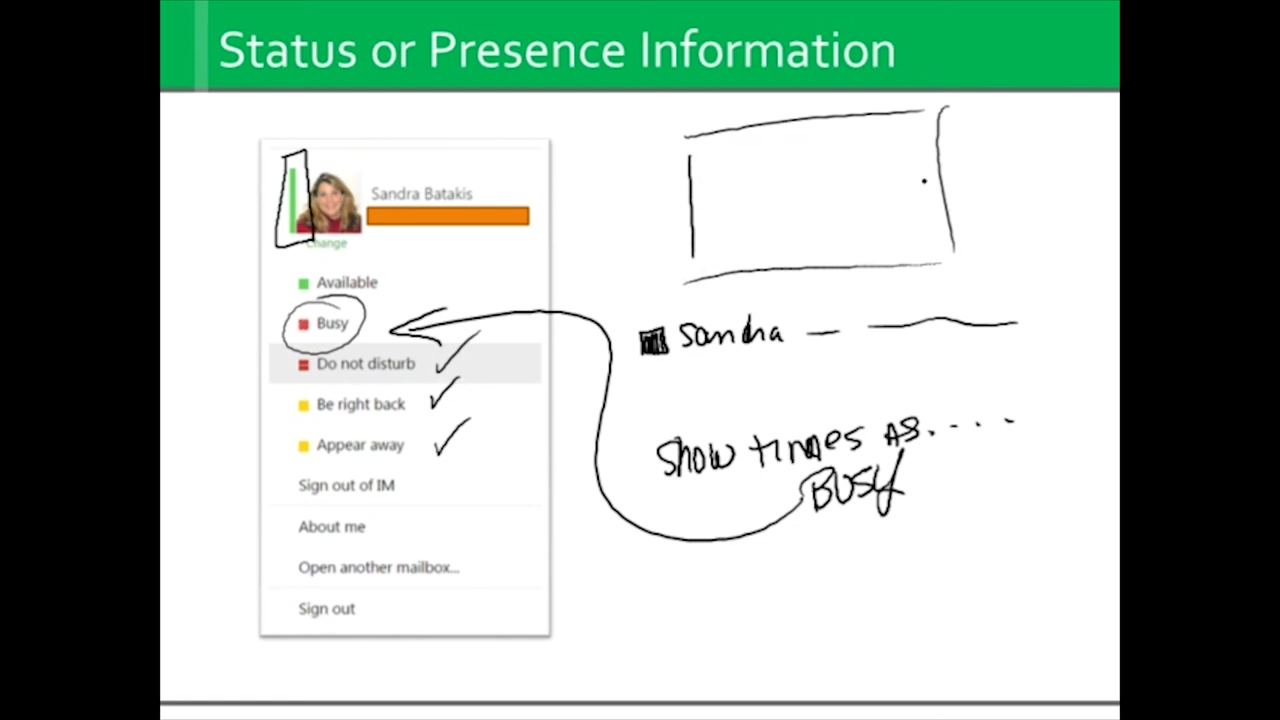 Status or Presence Information
Sandra Batakis
Change
Available
Busy
Do not disturb
Be right back
Appear away
Sign out of IM
About me
Open another mailbox...
Sign out
Sandra —
Show times As.....
BUSY